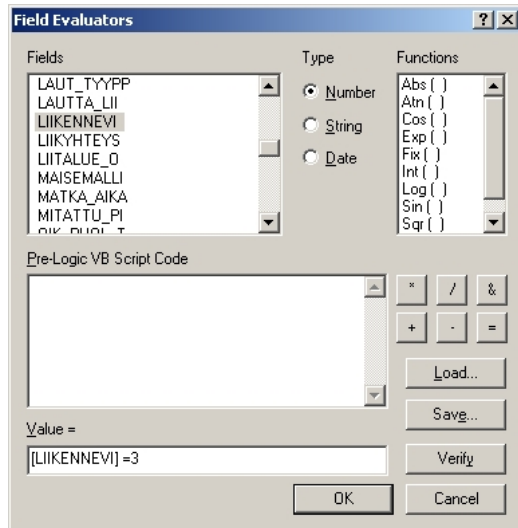 Field Evaluators
Fields
Type
Functions
LAUT_TYYPP
LAUTTA_LII
LIIKENNEVI
LIIKYHTEYS
LIITALUE_O
MAISEMALLI
MATKA_AIKA
MITATTU_PI
Number
String
Date
Abs ( )
Atn ( )
Cos ( )
Exp ( )
Fix ( )
Int ( )
Log ( )
Sin ( )
Sqr ( )
Pre-Logic VB Script Code
* / &
+ - =
Load...
Save...
Value =
[LIIKENNEVI] =3
Verify
OK
Cancel